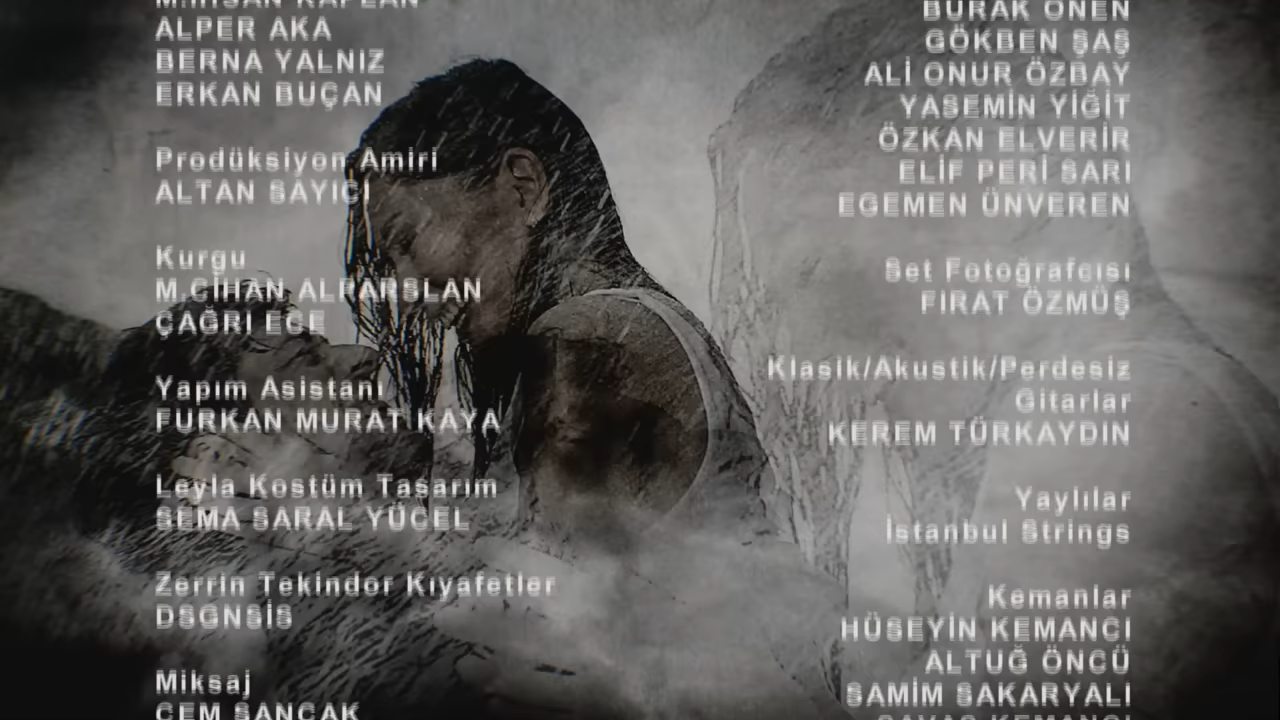 M.İHSAN KAPLAN
ALPER AKA
BERNA YALNIZ
ERKAN BUÇAN
Prodüksiyon Amiri
ALTAN SAYICI
Kurgu
M.CİHAN ALPARSLAN
ÇAĞRI ECE
Yapım Asistanı
FURKAN MURAT KAYA
Leyla Kostüm Tasarım
SEMA SARAL YÜCEL
Zerrin Tekindor Kıyafetler
DSGNSİS
Miksaj
CEM SANCAK
BURAK ÖNEN
GÖKBEN ŞAŞ
ALİ ONUR ÖZBAY
YASEMİN YİĞİT
ÖZKAN ELVERİR
ELİF PERİ SARI
EGEMEN ÜNVEREN
Set Fotoğrafçısı
FIRAT ÖZMÜŞ
Klasik/Akustik/Perdesiz
Gitarlar
KEREM TÜRKAYDIN
Yaylılar
İstanbul Strings
Kemanlar
HÜSEYİN KEMANCI
ALTUĞ ÖNCÜ
SAMİM SAKARYALI